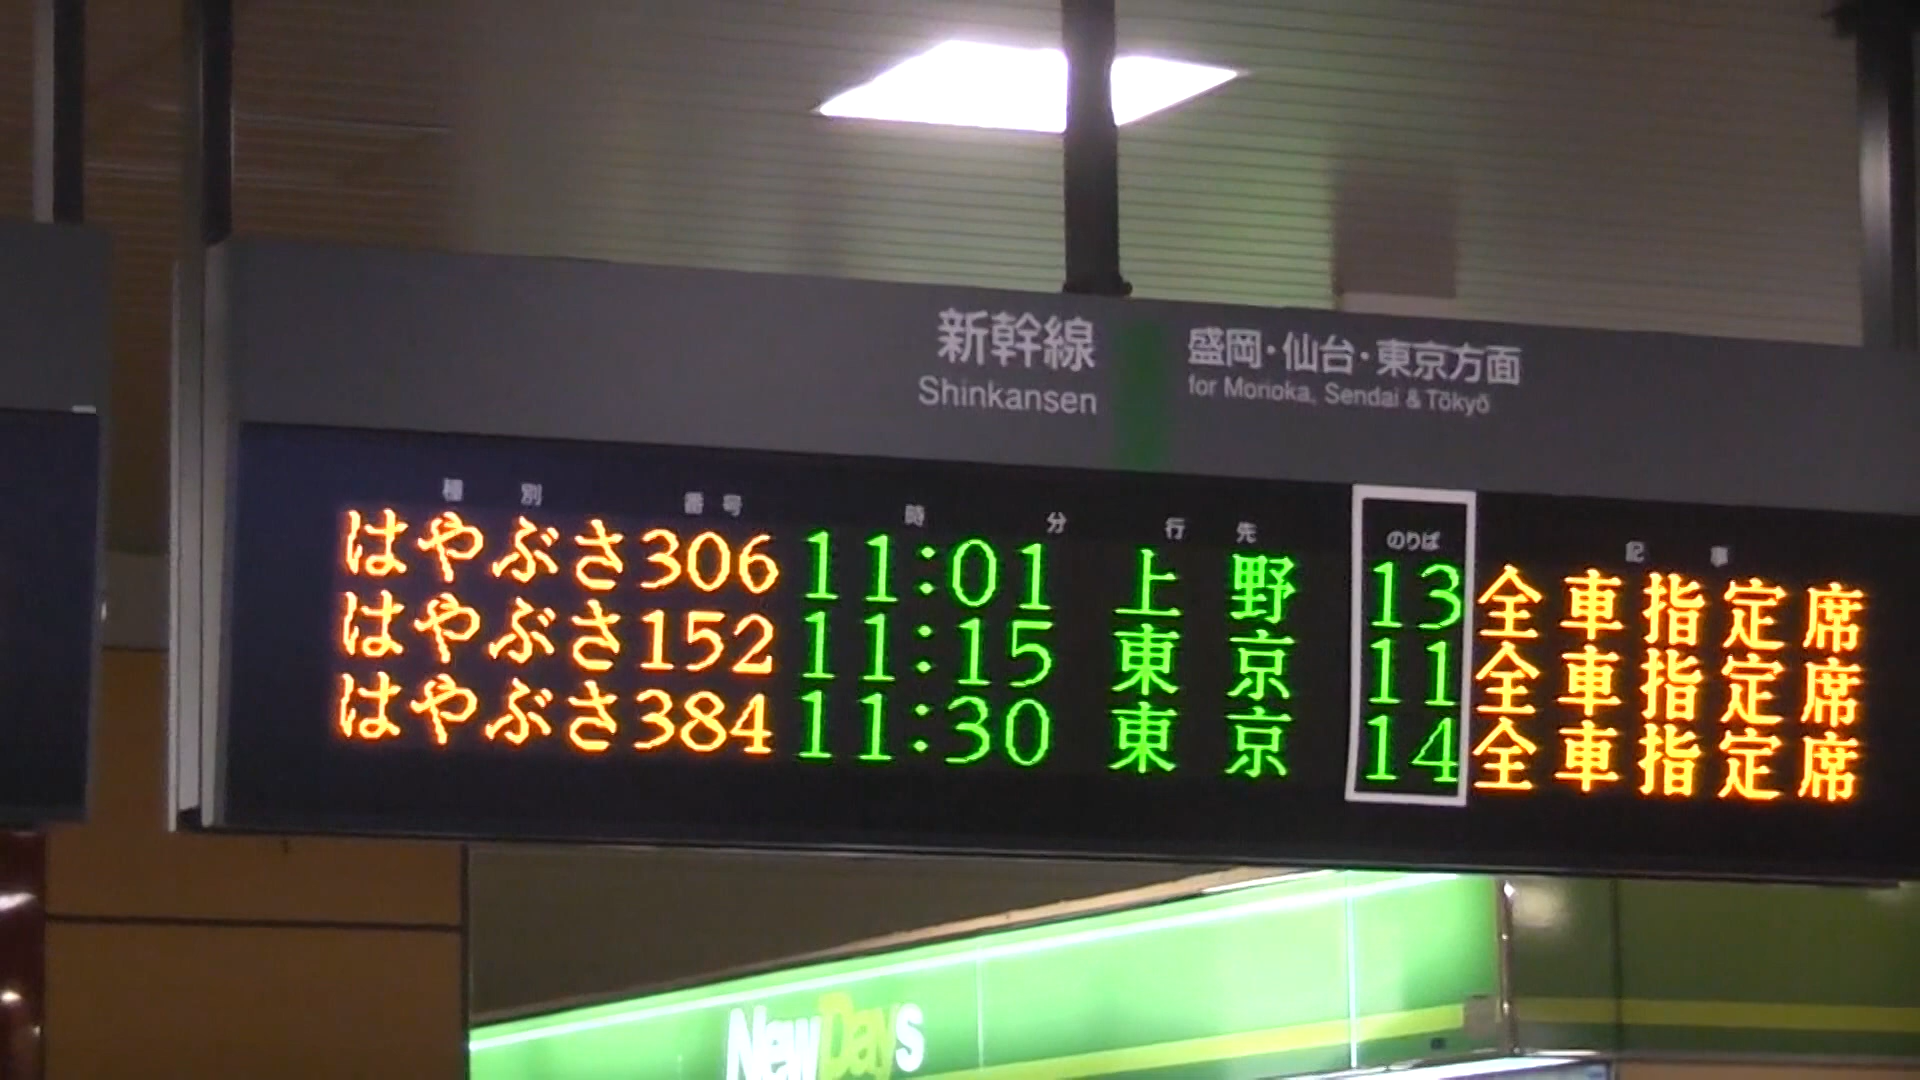 新幹線 盛岡・仙台・東京方面
Shinkansen for Morioka, Sendai & Tōkyō
種別 番号 時 分 行先 のりば 記事
はやぶさ306 11:01 上野 13 全車指定席
はやぶさ152 11:15 東京 11 全車指定席
はやぶさ384 11:30 東京 14 全車指定席
NewDays